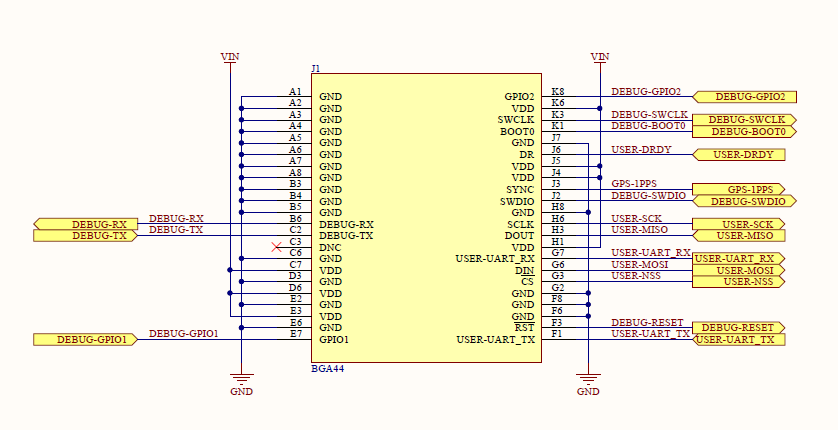 VIN VIN
J1
A1 GND GPIO2 K8 DEBUG-GPIO2 DEBUG-GPIO2
A2 GND VDD K6
A3 GND SWCLK K3 DEBUG-SWCLK DEBUG-SWCLK
A4 GND BOOT0 K1 DEBUG-BOOT0 DEBUG-BOOT0
A5 GND GND J7
A6 GND DR J6 USER-DRDY USER-DRDY
A7 GND VDD J5
A8 GND VDD J4
B3 GND SYNC J3 GPS-1PPS GPS-1PPS
B4 GND SWDIO J2 DEBUG-SWDIO DEBUG-SWDIO
B5 GND GND H8
DEBUG-RX DEBUG-RX B6 DEBUG-RX SCLK H6 USER-SCK USER-SCK
DEBUG-TX DEBUG-TX C2 DEBUG-TX DOUT H3 USER-MISO USER-MISO
C3 DNC VDD H1
C6 GND USER-UART_RX G7 USER-UART_RX USER-UART_RX
C7 VDD DIN G6 USER-MOSI USER-MOSI
D3 GND CS G3 USER-NSS USER-NSS
D6 VDD GND G2
E2 GND GND F8
E3 VDD GND F6
E6 GND RST F3 DEBUG-RESET DEBUG-RESET
DEBUG-GPIO1 DEBUG-GPIO1 E7 GPIO1 USER-UART_TX F1 USER-UART_TX USER-UART_TX
BGA44
GND GND